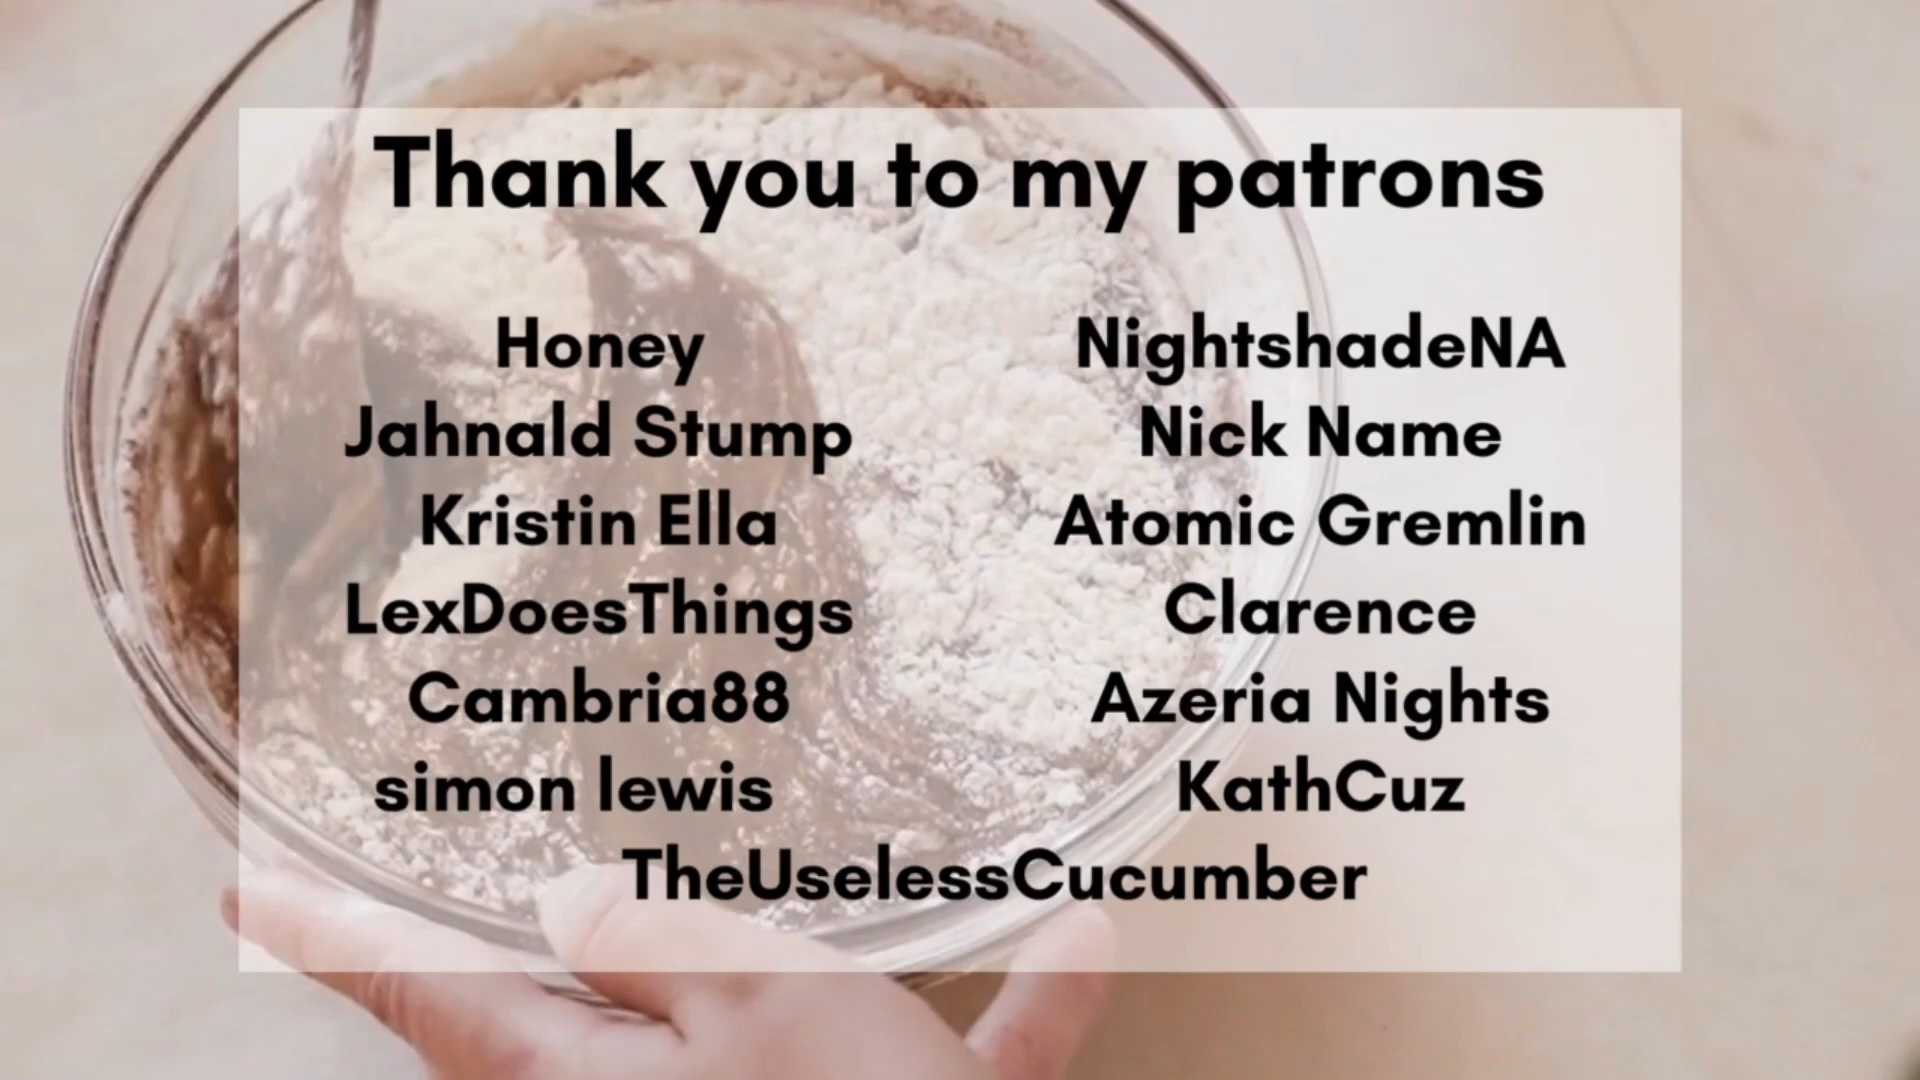 Thank you to my patrons
Honey
Jahnald Stump
Kristin Ella
LexDoesThings
Cambria88
simon lewis
NightshadeNA
Nick Name
Atomic Gremlin
Clarence
Azeria Nights
KathCuz
TheUselessCucumber